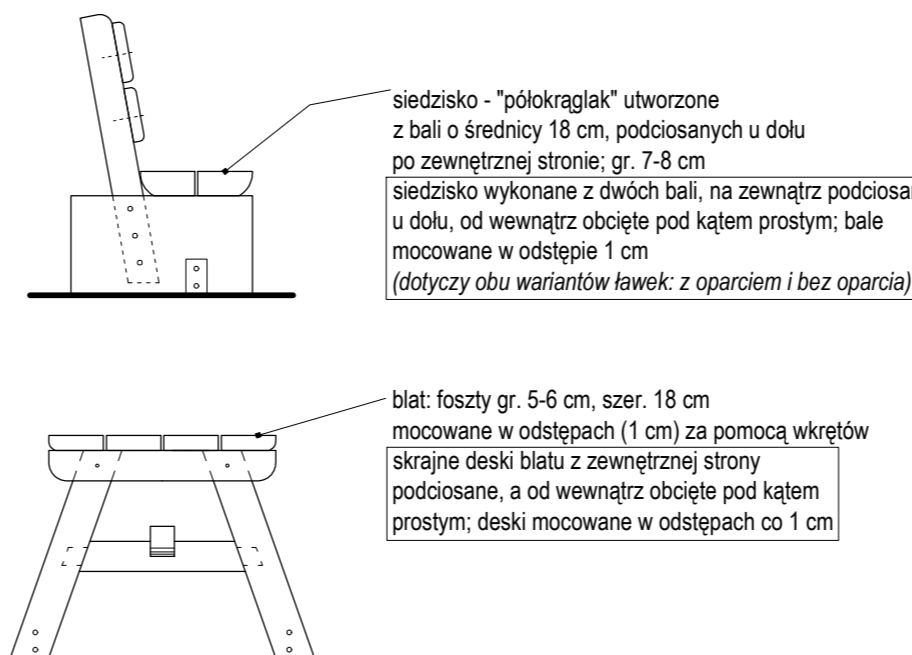 siedzisko - "półokrąglak" utworzone
z bali o średnicy 18 cm, podciosanych u dołu
po zewnętrznej stronie; gr. 7-8 cm
siedzisko wykonane z dwóch bali, na zewnątrz podciosan
u dołu, od wewnątrz obcięte pod kątem prostym; bale
mocowane w odstępie 1 cm
(dotyczy obu wariantów ławek: z oparciem i bez oparcia)
blat: foszty gr. 5-6 cm, szer. 18 cm
mocowane w odstępach (1 cm) za pomocą wkrętów
skrajne deski blatu z zewnętrznej strony
podciosane, a od wewnątrz obcięte pod kątem
prostym; deski mocowane w odstępach co 1 cm